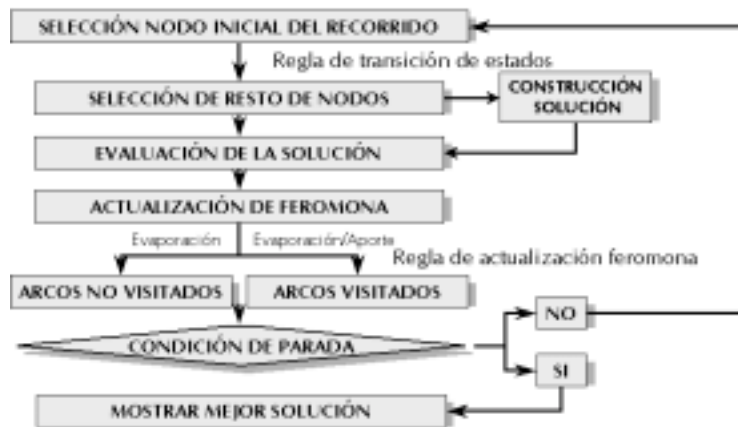 SELECCIÓN NODO INICIAL DEL RECORRIDO
Regla de transición de estados
SELECCIÓN DE RESTO DE NODOS
CONSTRUCCIÓN
SOLUCIÓN
EVALUACIÓN DE LA SOLUCIÓN
ACTUALIZACIÓN DE FEROMONA
Evaporación
Evaporación/Aporte
Regla de actualización feromona
ARCOS NO VISITADOS
ARCOS VISITADOS
NO
CONDICIÓN DE PARADA
SI
MOSTRAR MEJOR SOLUCIÓN